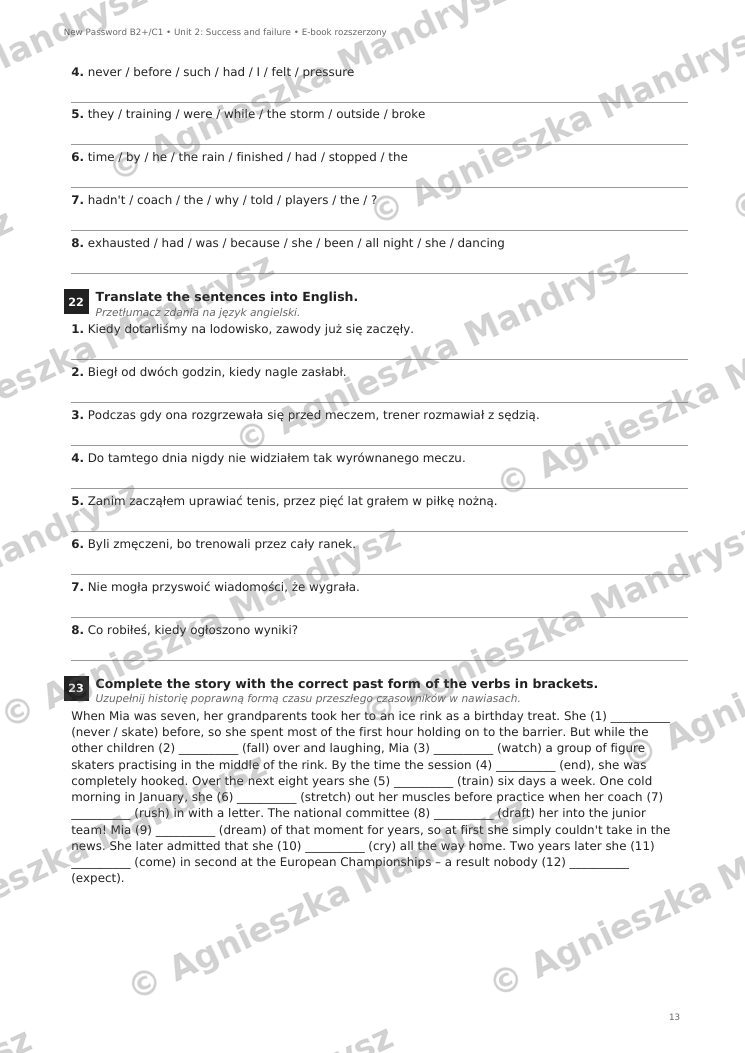 New Password B2+/C1 • Unit 2: Success and failure • E-book rozszerzony
4. never / before / such / had / I / felt / pressure
5. they / training / were / while / the storm / outside / broke
6. time / by / he / the rain / finished / had / stopped / the
7. hadn't / coach / the / why / told / players / the / ?
8. exhausted / had / was / because / she / been / all night / she / dancing
22 Translate the sentences into English.
Przetłumacz zdania na język angielski.
1. Kiedy dotarliśmy na lodowisko, zawody już się zaczęły.
2. Biegł od dwóch godzin, kiedy nagle zasłabł.
3. Podczas gdy ona rozgrzewała się przed meczem, trener rozmawiał z sędzią.
4. Do tamtego dnia nigdy nie widziałem tak wyrównanego meczu.
5. Zanim zacząłem uprawiać tenis, przez pięć lat grałem w piłkę nożną.
6. Byli zmęczeni, bo trenowali przez cały ranek.
7. Nie mogła przyswoić wiadomości, że wygrała.
8. Co robiłeś, kiedy ogłoszono wyniki?
23 Complete the story with the correct past form of the verbs in brackets.
Uzupełnij historię poprawną formą czasu przeszłego czasowników w nawiasach.
When Mia was seven, her grandparents took her to an ice rink as a birthday treat. She (1) __________
(never / skate) before, so she spent most of the first hour holding on to the barrier. But while the
other children (2) __________ (fall) over and laughing, Mia (3) __________ (watch) a group of figure
skaters practising in the middle of the rink. By the time the session (4) __________ (end), she was
completely hooked. Over the next eight years she (5) __________ (train) six days a week. One cold
morning in January, she (6) __________ (stretch) out her muscles before practice when her coach (7)
__________ (rush) in with a letter. The national committee (8) __________ (draft) her into the junior
team! Mia (9) __________ (dream) of that moment for years, so at first she simply couldn't take in the
news. She later admitted that she (10) __________ (cry) all the way home. Two years later she (11)
__________ (come) in second at the European Championships – a result nobody (12) __________
(expect).
13
© Agnieszka Mandrysz